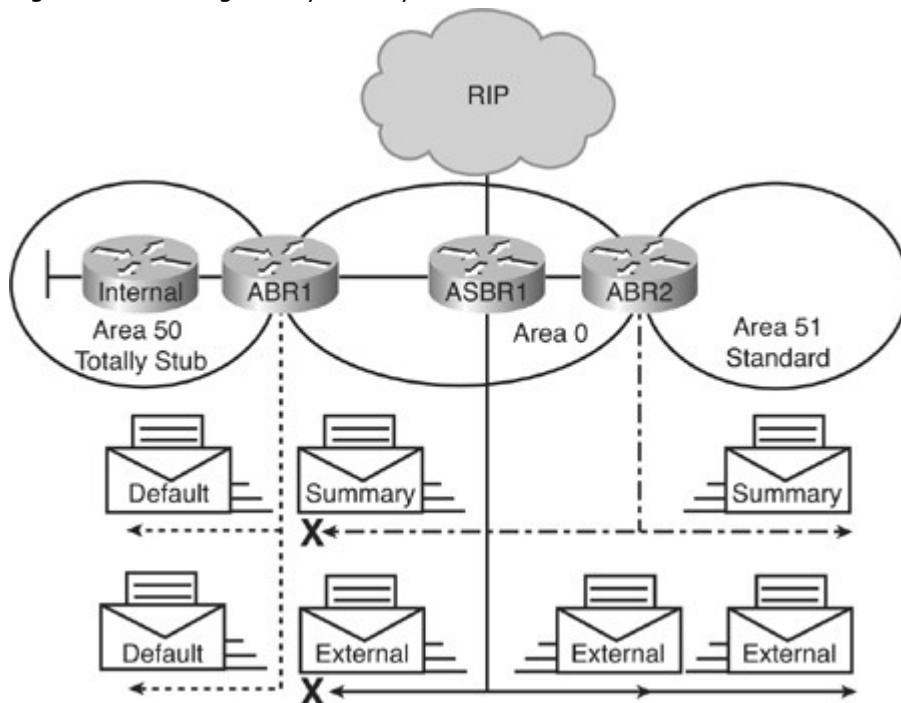 RIP
Internal
ABR1
ASBR1
ABR2
Area 50
Totally Stub
Area 0
Area 51
Standard
Default
Summary
Summary
X
Default
External
External
External
X